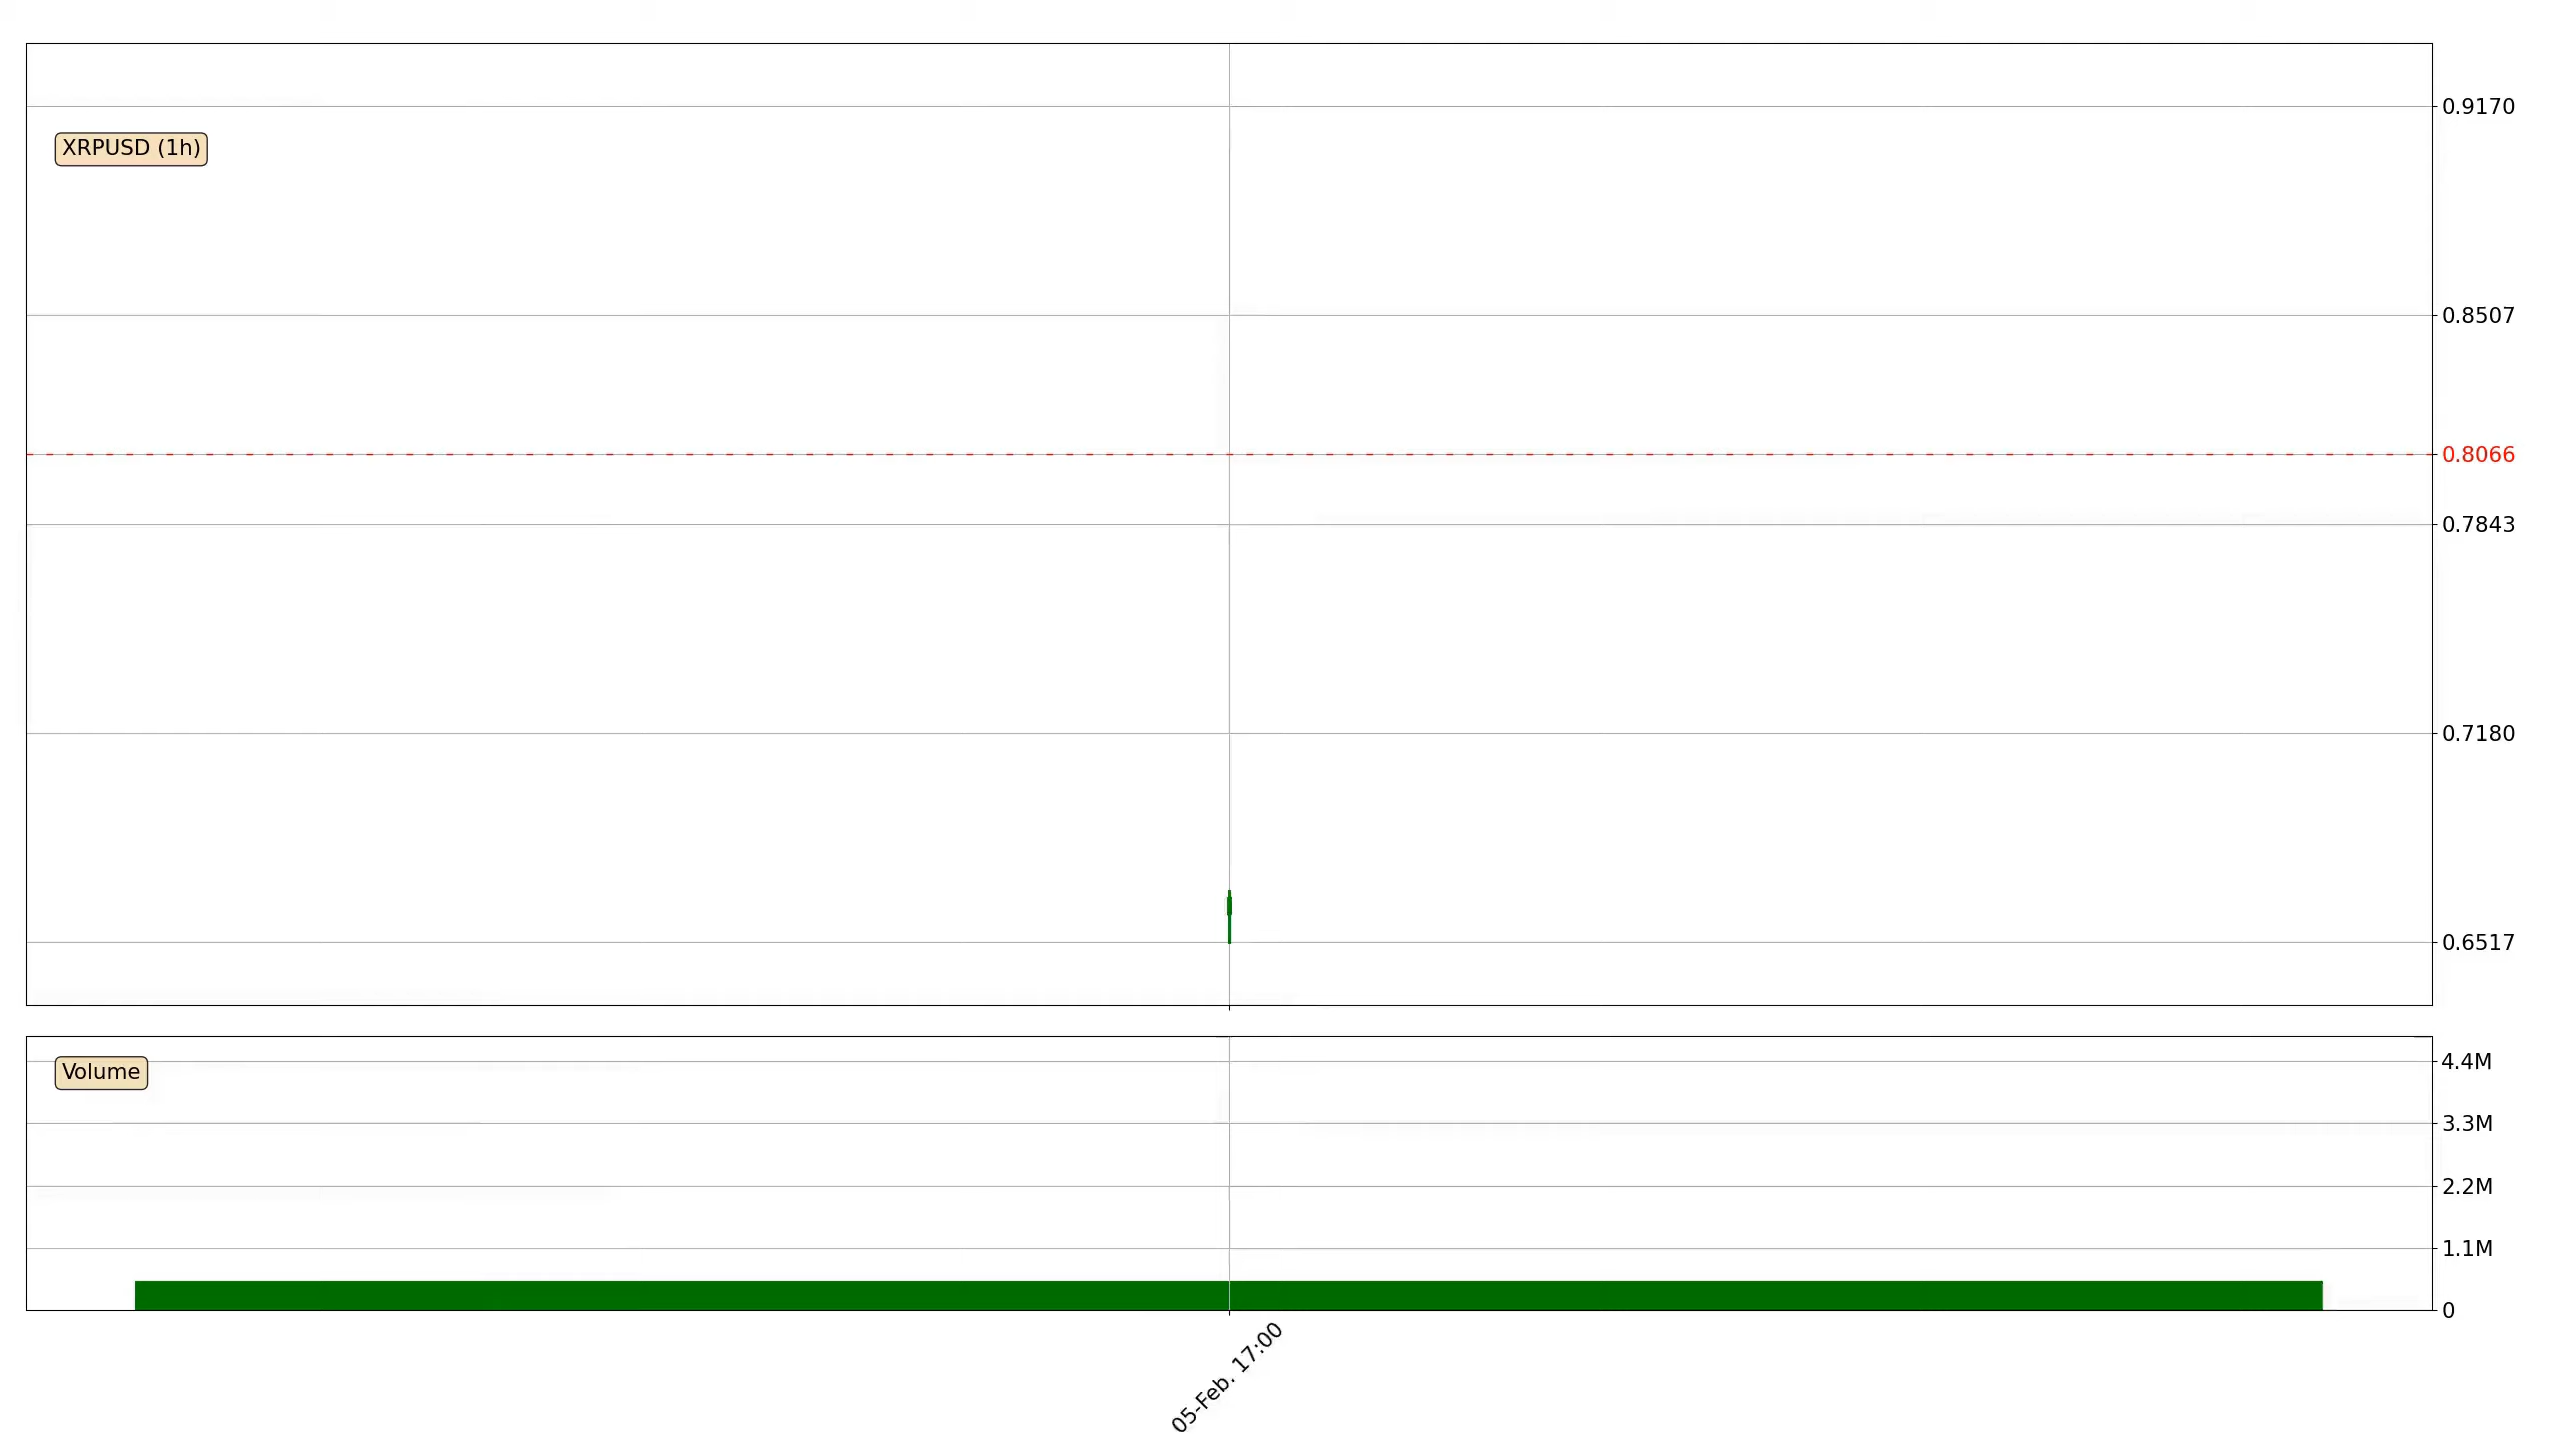 XRPUSD (1h)
0.9170
0.8507
0.8066
0.7843
0.7180
0.6517
Volume
4.4M
3.3M
2.2M
1.1M
0
05-Feb. 17:00